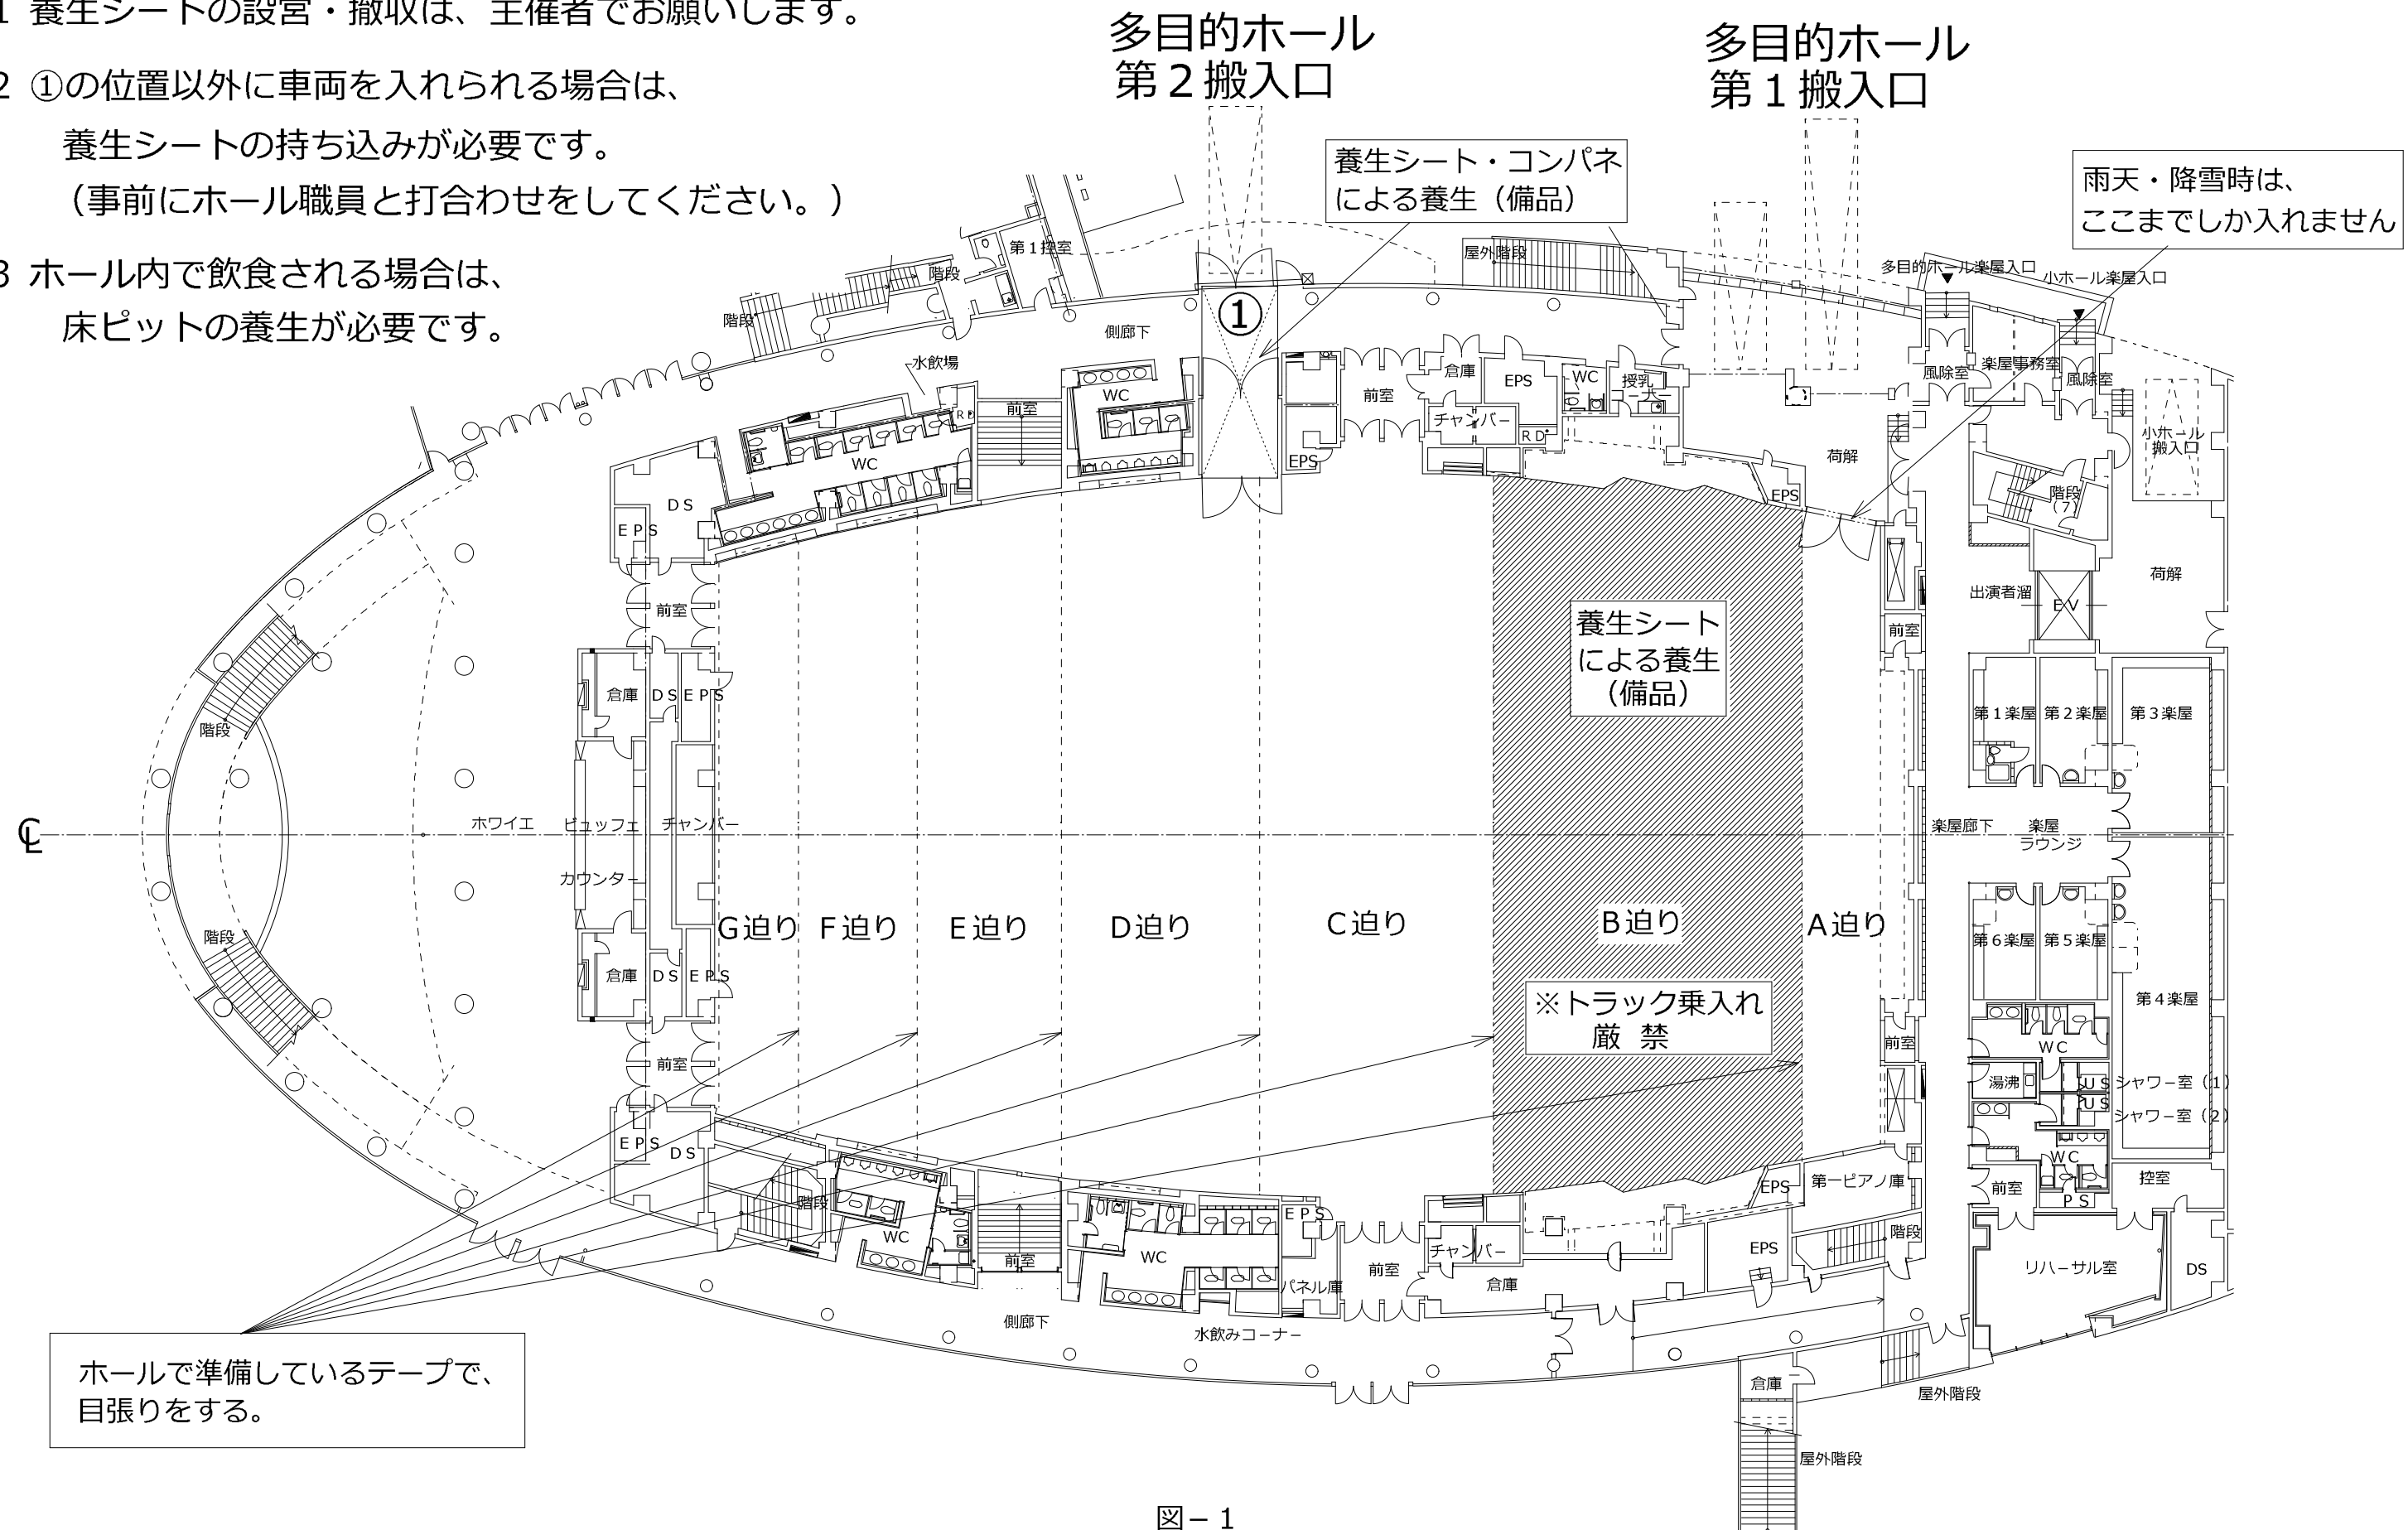 1 養生シートの設営・撤収は、主催者でお願いします。
2 ①の位置以外に車両を入れられる場合は、
養生シートの持ち込みが必要です。
（事前にホール職員と打合わせをしてください。）
3 ホール内で飲食される場合は、
床ピットの養生が必要です。
多目的ホール
第２搬入口
多目的ホール
第１搬入口
養生シート・コンパネ
による養生（備品）
雨天・降雪時は、
ここまでしか入れません
第１控室
階段
階段
屋外階段
多目的ホール楽屋入口
小ホール楽屋入口
①
側廊下
水飲場
WC
前室
ＲＤ
WC
倉庫
前室
EPS
WC
授乳
コーナー
チャンバー
ＲＤ
EPS
風除室
楽屋事務室
風除室
小ホール
搬入口
荷解
EPS
階段
（7）
ＤＳ
ＥＰＳ
WC
前室
出演者溜
ＥＶ
荷解
前室
養生シート
による養生
（備品）
倉庫
ＤＳ
ＥＰＳ
階段
第１楽屋
第２楽屋
第３楽屋
℄
ホワイエ
ビュッフェ
チャンバー
カウンター
楽屋廊下
楽屋
ラウンジ
G迫り
F迫り
E迫り
D迫り
C迫り
B迫り
A迫り
階段
倉庫
ＤＳ
ＥＰＳ
第６楽屋
第５楽屋
第４楽屋
※トラック乗入れ
厳 禁
前室
前室
ＷＣ
湯沸
ＵＳ
シャワー室（1）
ＵＳ
シャワー室（2）
ＥＰＳ
ＤＳ
階段
WC
前室
WC
ＥＰＳ
パネル庫
前室
チャンバー
倉庫
EPS
第一ピアノ庫
EPS
階段
ＷＣ
前室
ＰＳ
控室
リハーサル室
DS
側廊下
水飲みコーナー
倉庫
屋外階段
屋外階段
ホールで準備しているテープで、
目張りをする。
図－１